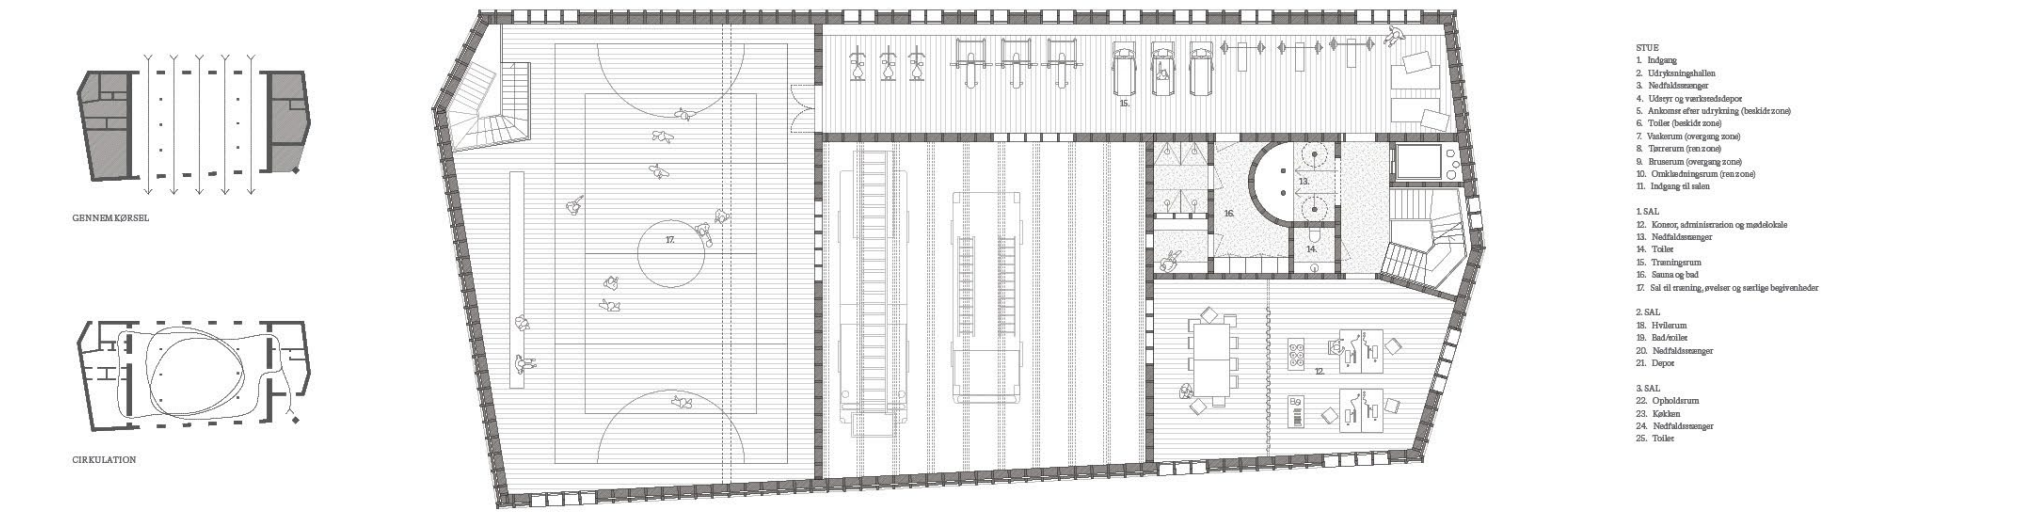 GENNEMKØRSEL
CIRKULATION
15.
13.
16.
17.
14.
12.
STUE
1. Indgang
2. Udrykningshallen
3. Nedfaldsstænger
4. Udstyr og værkstedsdepot
5. Ankomst efter udrykning (beskidt zone)
6. Toilet (beskidt zone)
7. Vaskerum (overgang zone)
8. Tørrerum (ren zone)
9. Bruserum (overgang zone)
10. Omklædningsrum (ren zone)
11. Indgang til salen
1. SAL
12. Kontor, administration og mødelokale
13. Nedfaldsstænger
14. Toilet
15. Træningsrum
16. Sauna og bad
17. Sal til træning, øvelser og særlige begivenheder
2. SAL
18. Hvilerum
19. Bad/toilet
20. Nedfaldsstænger
21. Depot
3. SAL
22. Opholdsrum
23. Køkken
24. Nedfaldsstænger
25. Toilet